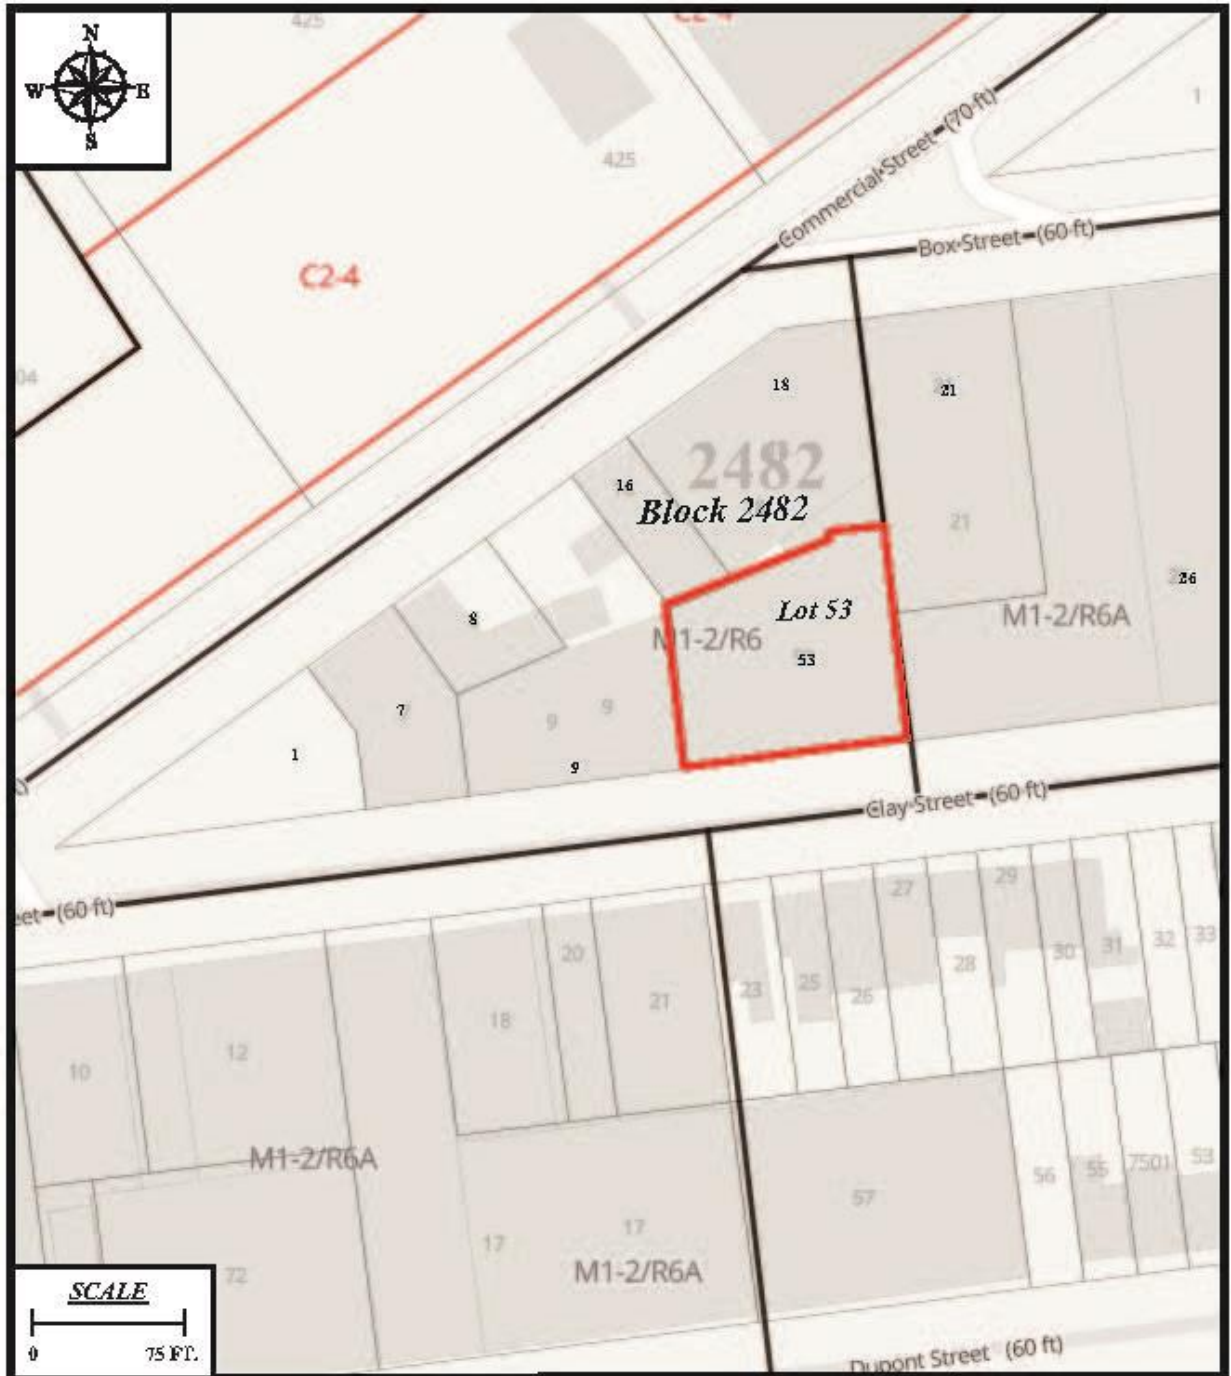 425
C2-4
N
W E
S
1
425
Commercial Street (70 ft)
Box Street (60 ft)
C2-4
04
18
21
2482
16
Block 2482
21
26
Lot 53
8
M1-2/R6
M1-2/R6A
53
7
9
9
1
9
Clay Street (60 ft)
eet (60 ft)
27
29
20
31
32
33
30
28
23
25
26
21
18
12
10
M1-2/R6A
56
55
7501
53
57
17
17
M1-2/R6A
72
SCALE
0 75 FT.
Dupont Street (60 ft)